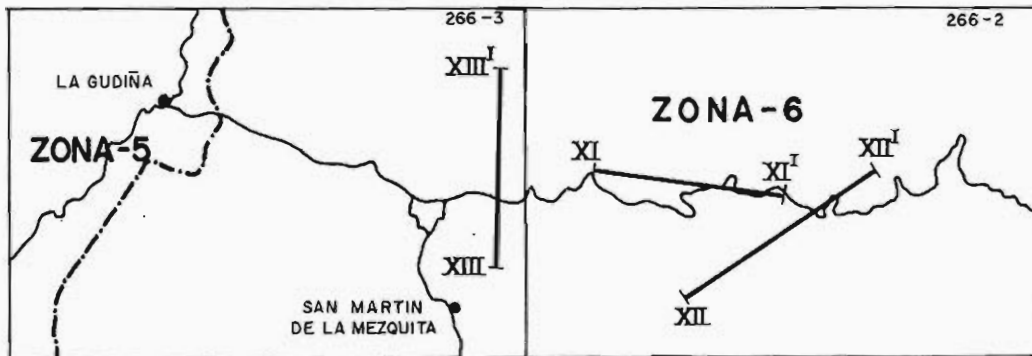 266-3
266-2
XIII^I
LA GUDIÑA
ZONA-6
ZONA-5
XI
XI^I
XII^I
XIII
SAN MARTIN
DE LA MEZQUITA
XII